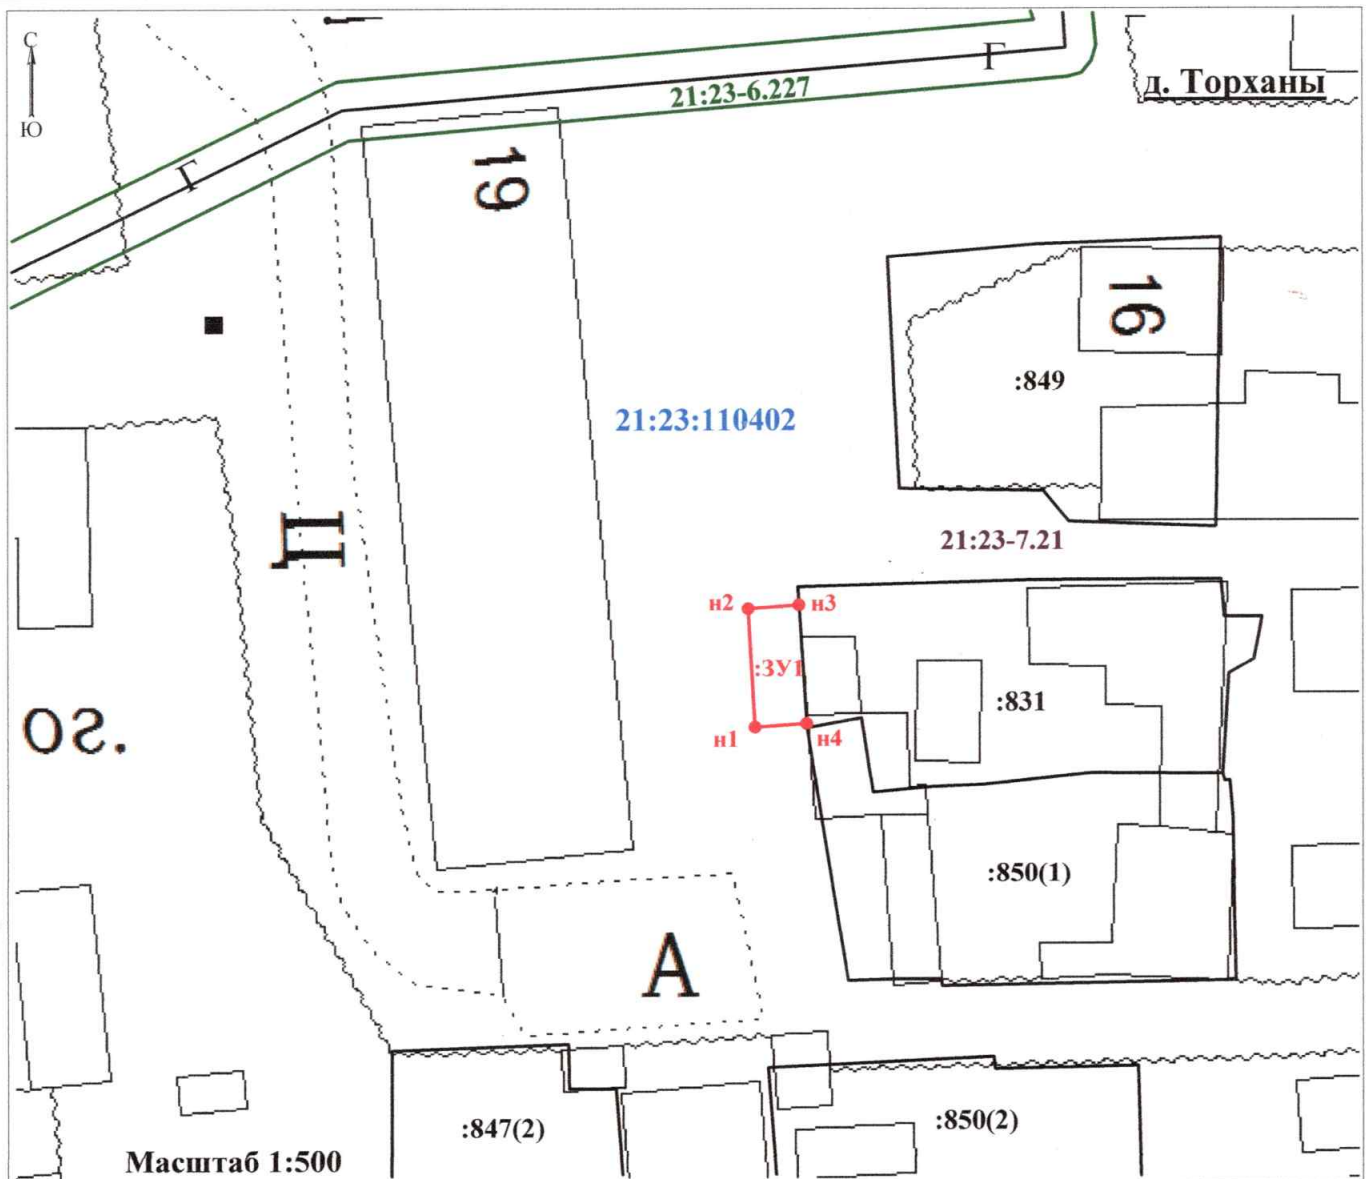 С
Ю
Г
д. Торханы
21:23-6.227
Г
19
16
:849
21:23:110402
Ц
21:23-7.21
н2
н3
:ЗУ1
:831
оз.
н1
н4
:850(1)
А
:847(2)
:850(2)
Масштаб 1:500